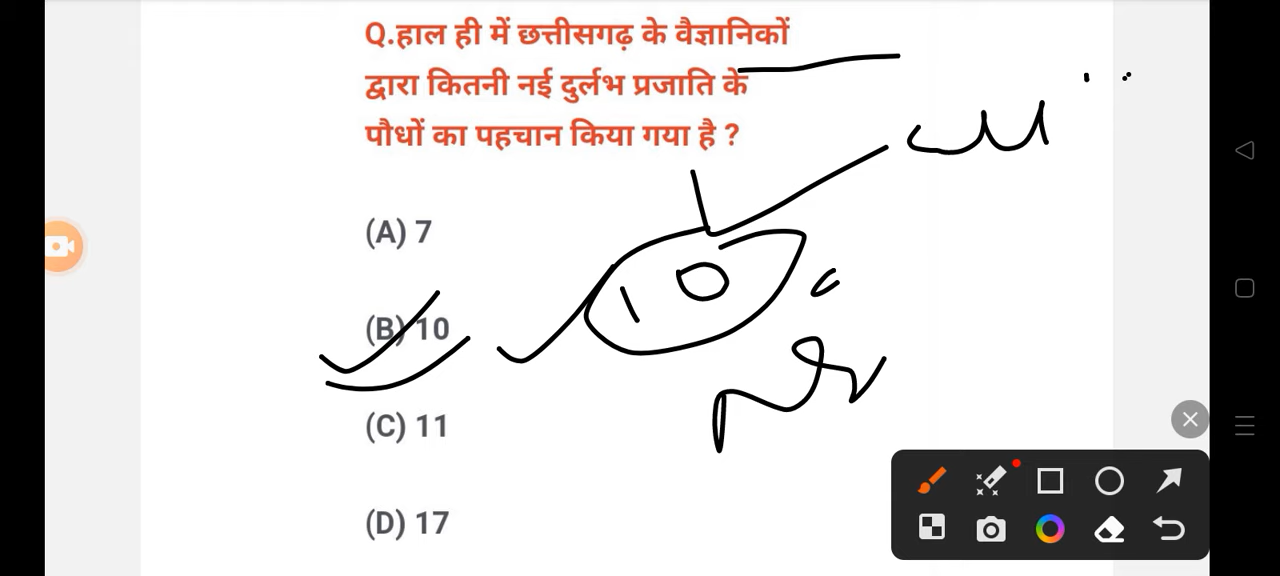 Q.हाल ही में छत्तीसगढ़ के वैज्ञानिकों
द्वारा कितनी नई दुर्लभ प्रजाति के
पौधों का पहचान किया गया है ?
(A) 7
(B) 10
10
(C) 11
(D) 17